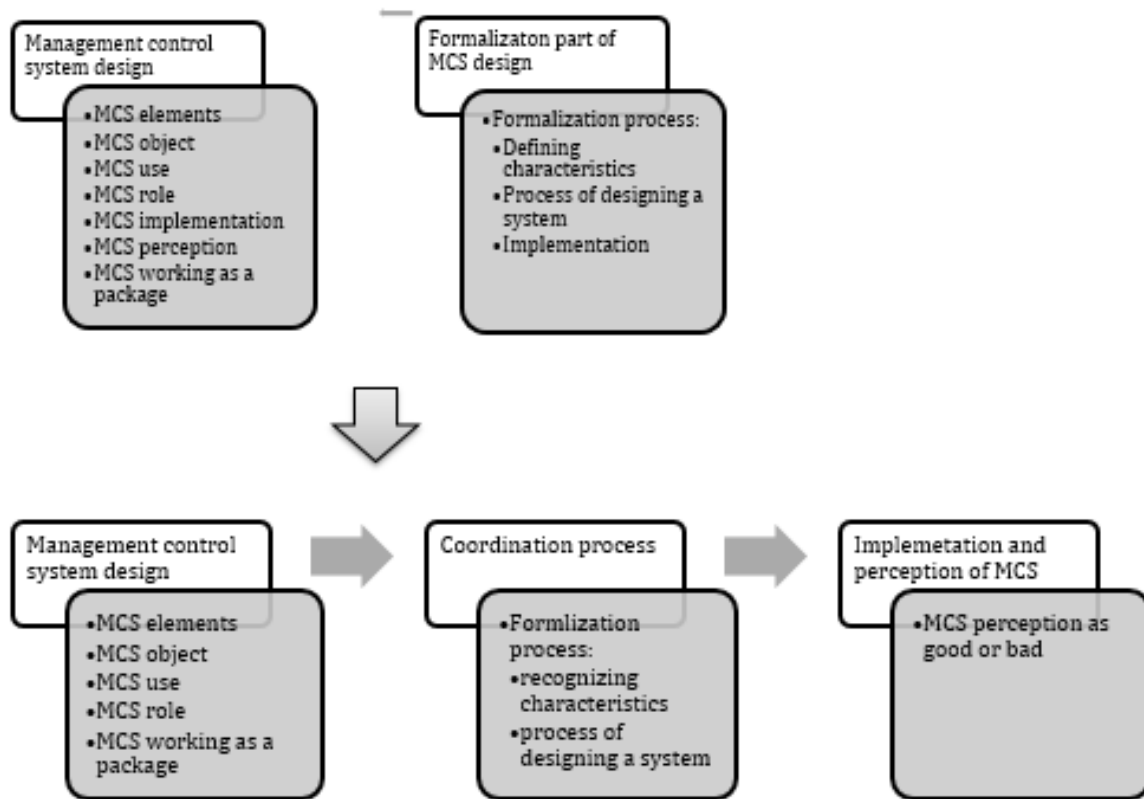 Management control
system design
•MCS elements
•MCS object
•MCS use
•MCS role
•MCS implementation
•MCS perception
•MCS working as a
package
Formalizaton part of
MCS design
•Formalization process:
•Defining
characteristics
•Process of designing a
system
•Implementation
Management control
system design
•MCS elements
•MCS object
•MCS use
•MCS role
•MCS working as a
package
Coordination process
•Formlization
process:
•recognizing
characteristics
•process of
designing a system
Implemetation and
perception of MCS
•MCS perception as
good or bad